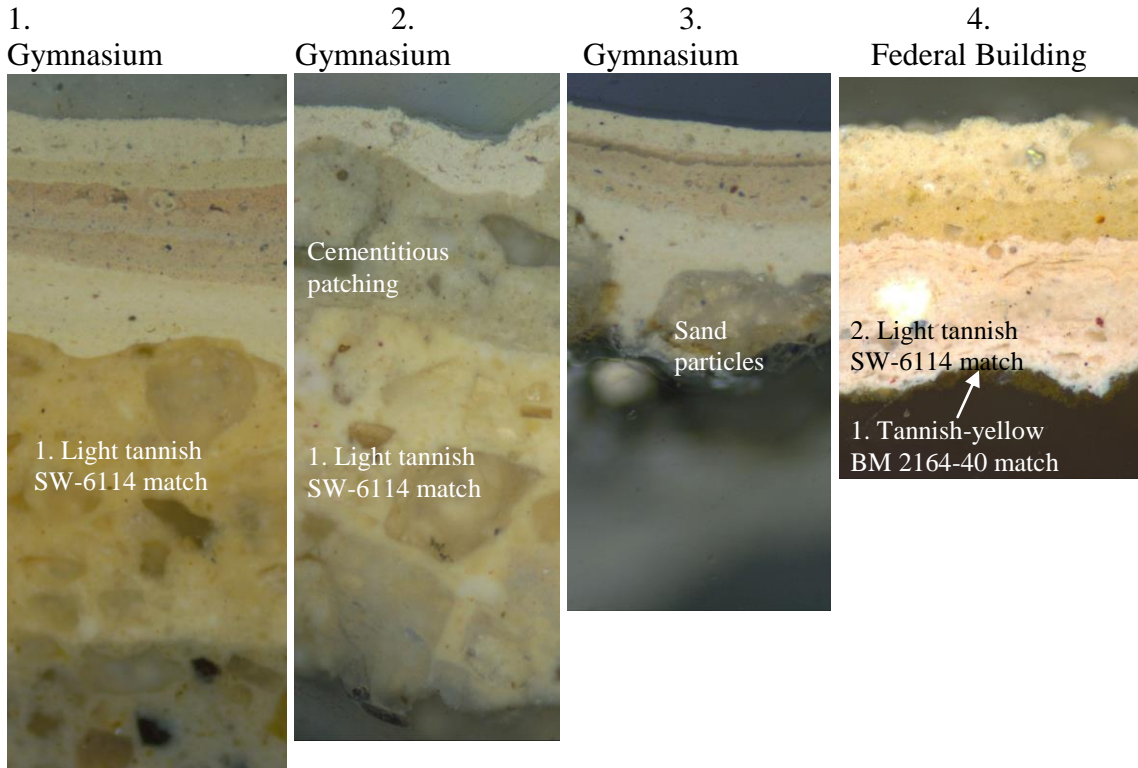 1.
Gymnasium
2.
Gymnasium
3.
Gymnasium
4.
Federal Building
1. Light tannish
SW-6114 match
Cementitious
patching
1. Light tannish
SW-6114 match
Sand
particles
2. Light tannish
SW-6114 match
1. Tannish-yellow
BM 2164-40 match